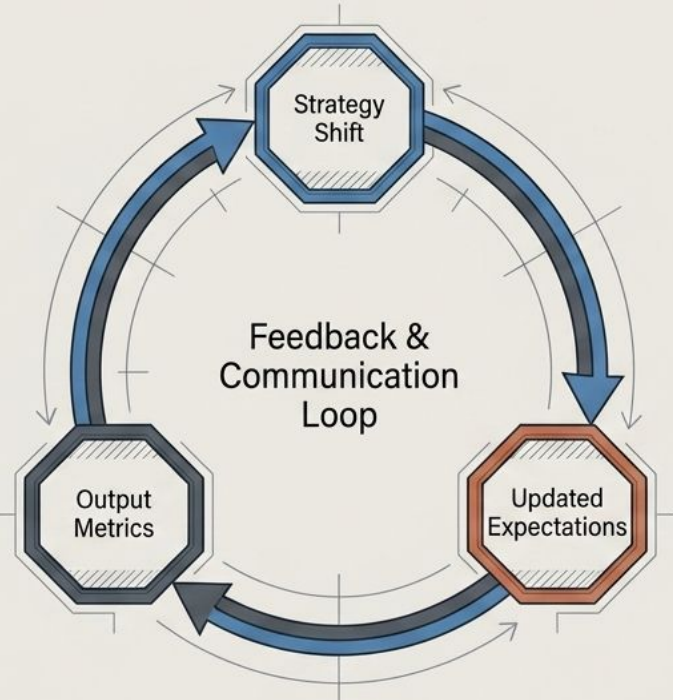 Strategy
Shift
Feedback &
Communication
Loop
Output
Metrics
Updated
Expectations